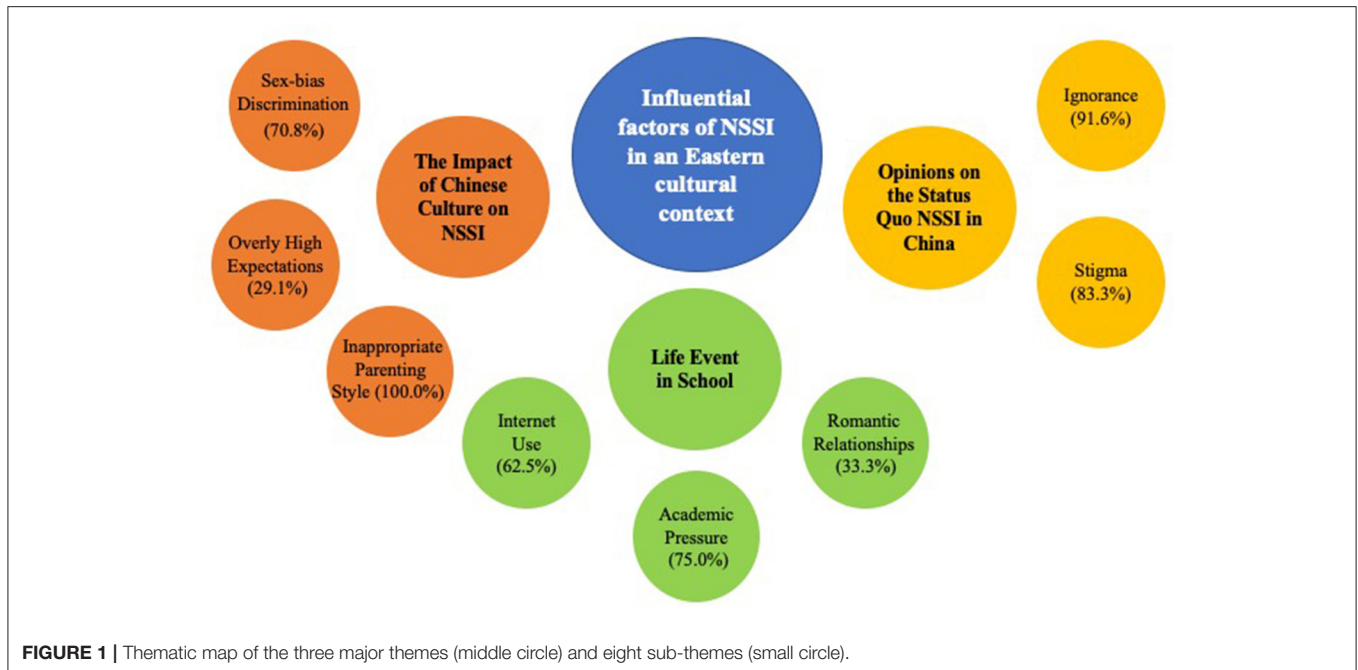 Sex-bias
Discrimination
(70.8%)
The Impact
of Chinese
Culture on
NSSI
Overly High
Expectations
(29.1%)
Inappropriate
Parenting
Style (100.0%)
Influential
factors of NSSI
in an Eastern
cultural
context
Life Event
in School
Internet
Use
(62.5%)
Academic
Pressure
(75.0%)
Romantic
Relationships
(33.3%)
Opinions on
the Status
Quo NSSI in
China
Ignorance
(91.6%)
Stigma
(83.3%)
FIGURE 1 | Thematic map of the three major themes (middle circle) and eight sub-themes (small circle).